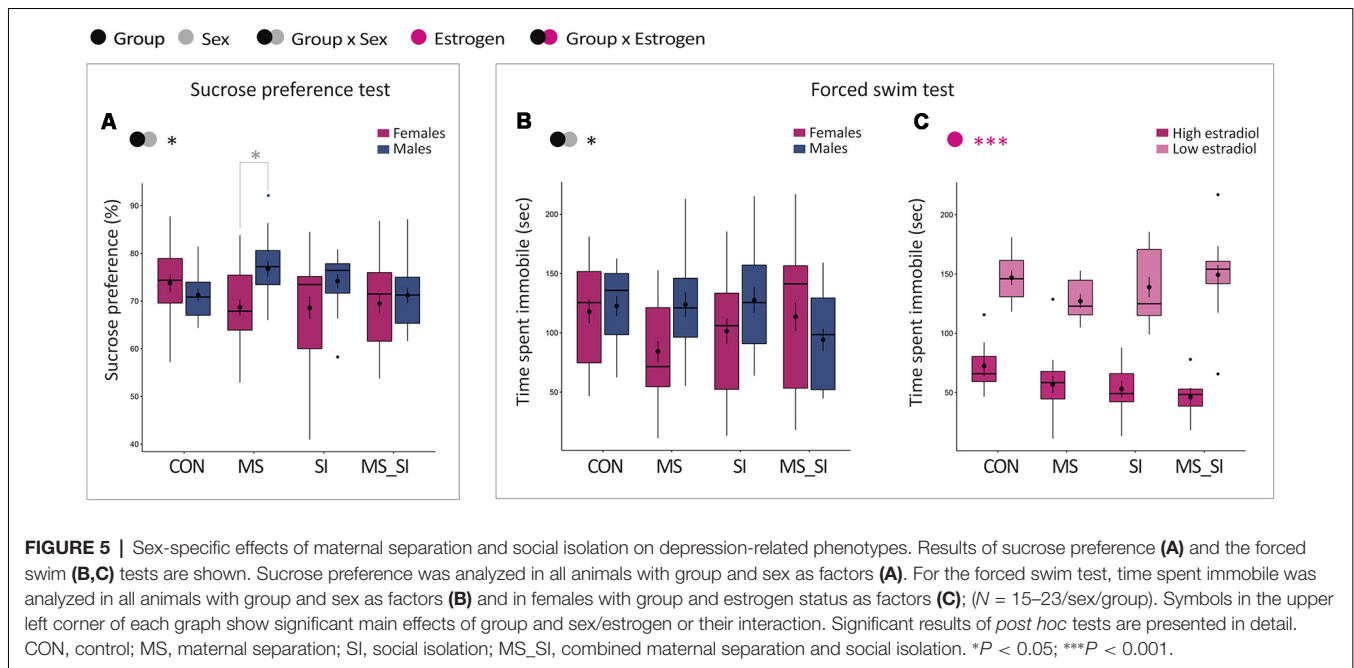 Group Sex Group x Sex Estrogen Group x Estrogen
Sucrose preference test
A
*
Females
Males
*
Sucrose preference (%)
90
80
70
60
50
40
CON MS SI MS_SI
Forced swim test
B
*
Females
Males
Time spent immobile (sec)
200
150
100
50
CON MS SI MS_SI
C
***
High estradiol
Low estradiol
Time spent immobile (sec)
200
150
100
50
CON MS SI MS_SI
FIGURE 5 | Sex-specific effects of maternal separation and social isolation on depression-related phenotypes. Results of sucrose preference (A) and the forced
swim (B,C) tests are shown. Sucrose preference was analyzed in all animals with group and sex as factors (A). For the forced swim test, time spent immobile was
analyzed in all animals with group and sex as factors (B) and in females with group and estrogen status as factors (C); (N = 15–23/sex/group). Symbols in the upper
left corner of each graph show significant main effects of group and sex/estrogen or their interaction. Significant results of post hoc tests are presented in detail.
CON, control; MS, maternal separation; SI, social isolation; MS_SI, combined maternal separation and social isolation. *P < 0.05; ***P < 0.001.